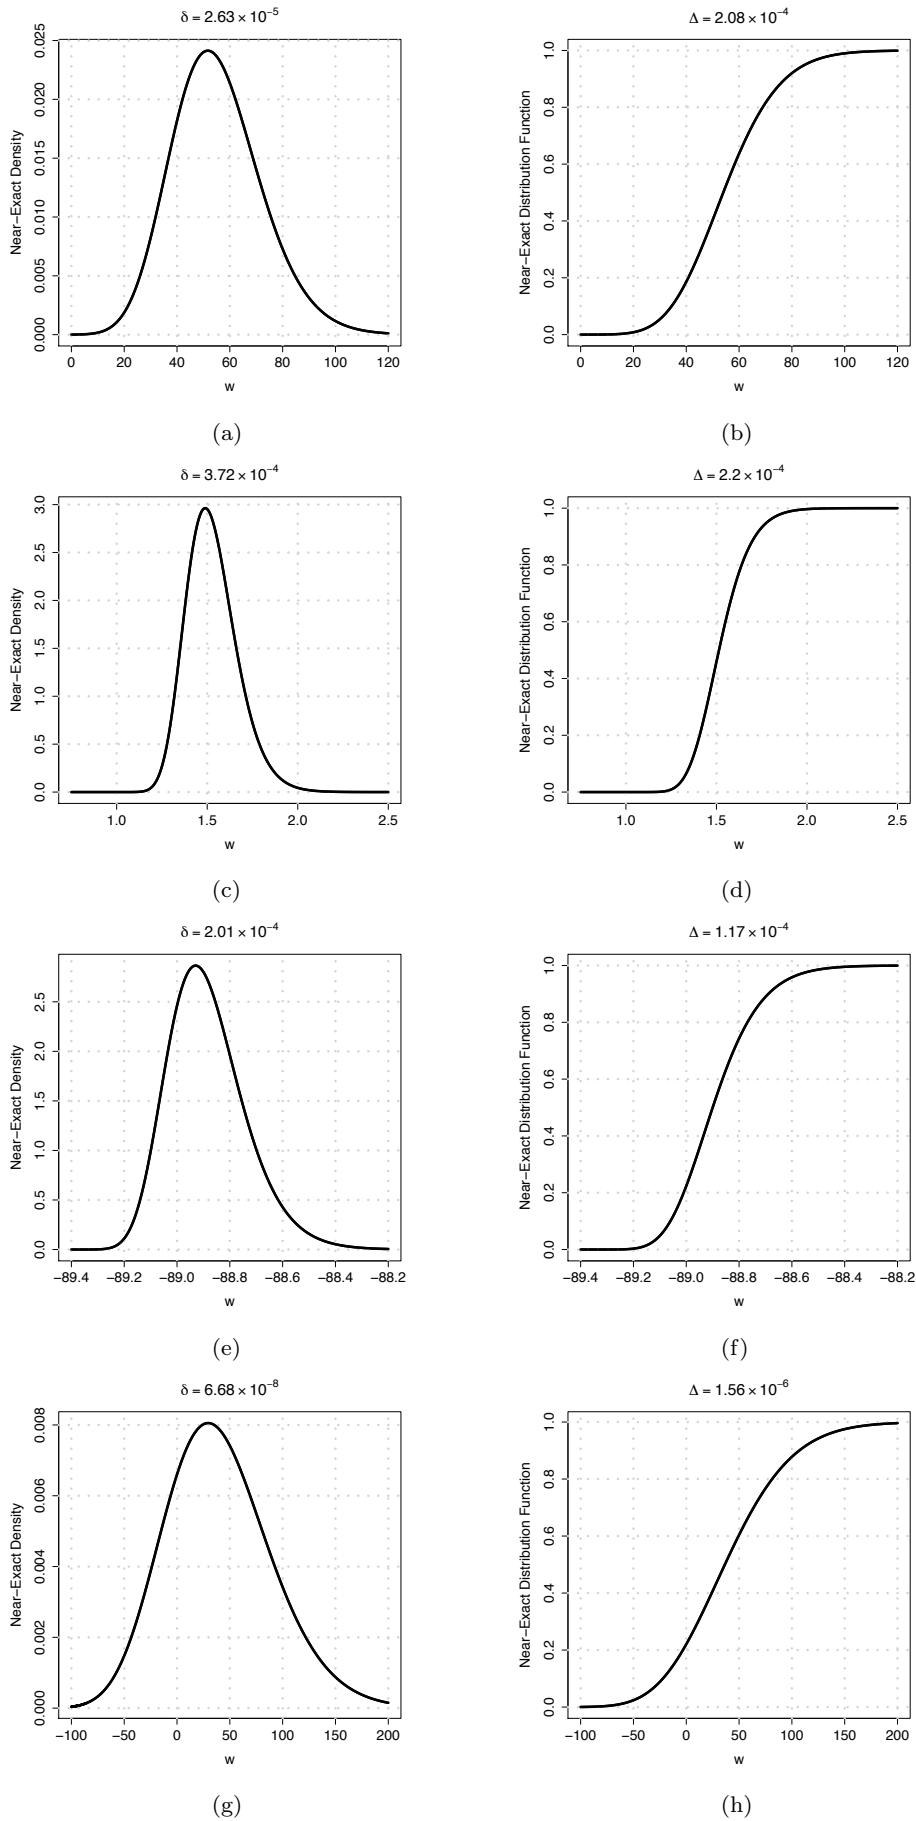 δ = 2.63 × 10⁻⁵
Near−Exact Density
0.000 0.005 0.010 0.015 0.020 0.025
0 20 40 60 80 100 120
w
(a)
Δ = 2.08 × 10⁻⁴
Near−Exact Distribution Function
0.0 0.2 0.4 0.6 0.8 1.0
0 20 40 60 80 100 120
w
(b)
δ = 3.72 × 10⁻⁴
Near−Exact Density
0.0 0.5 1.0 1.5 2.0 2.5 3.0
1.0 1.5 2.0 2.5
w
(c)
Δ = 2.2 × 10⁻⁴
Near−Exact Distribution Function
0.0 0.2 0.4 0.6 0.8 1.0
1.0 1.5 2.0 2.5
w
(d)
δ = 2.01 × 10⁻⁴
Near−Exact Density
0.0 0.5 1.0 1.5 2.0 2.5
−89.4 −89.2 −89.0 −88.8 −88.6 −88.4 −88.2
w
(e)
Δ = 1.17 × 10⁻⁴
Near−Exact Distribution Function
0.0 0.2 0.4 0.6 0.8 1.0
−89.4 −89.2 −89.0 −88.8 −88.6 −88.4 −88.2
w
(f)
δ = 6.68 × 10⁻⁸
Near−Exact Density
0.000 0.002 0.004 0.006 0.008
−100 −50 0 50 100 150 200
w
(g)
Δ = 1.56 × 10⁻⁶
Near−Exact Distribution Function
0.0 0.2 0.4 0.6 0.8 1.0
−100 −50 0 50 100 150 200
w
(h)